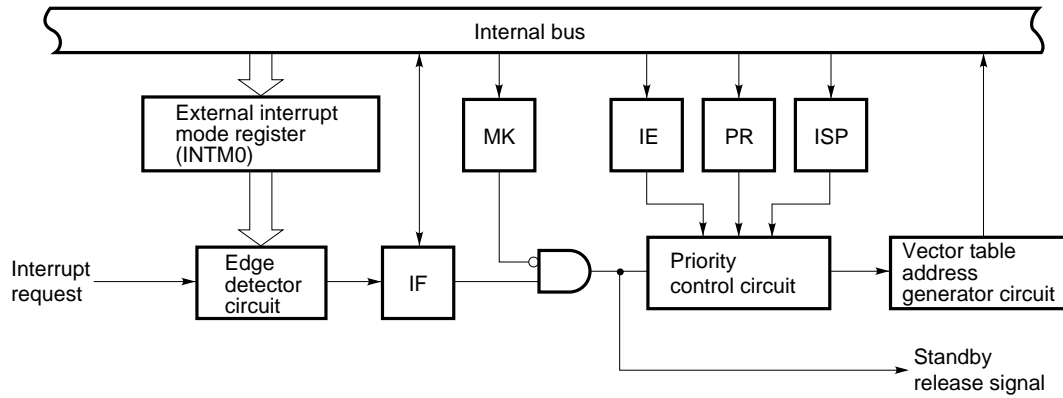 Internal bus
External interrupt
mode register
(INTM0)
MK
IE
PR
ISP
Interrupt
request
Edge
detector
circuit
IF
Priority
control circuit
Vector table
address
generator circuit
Standby
release signal